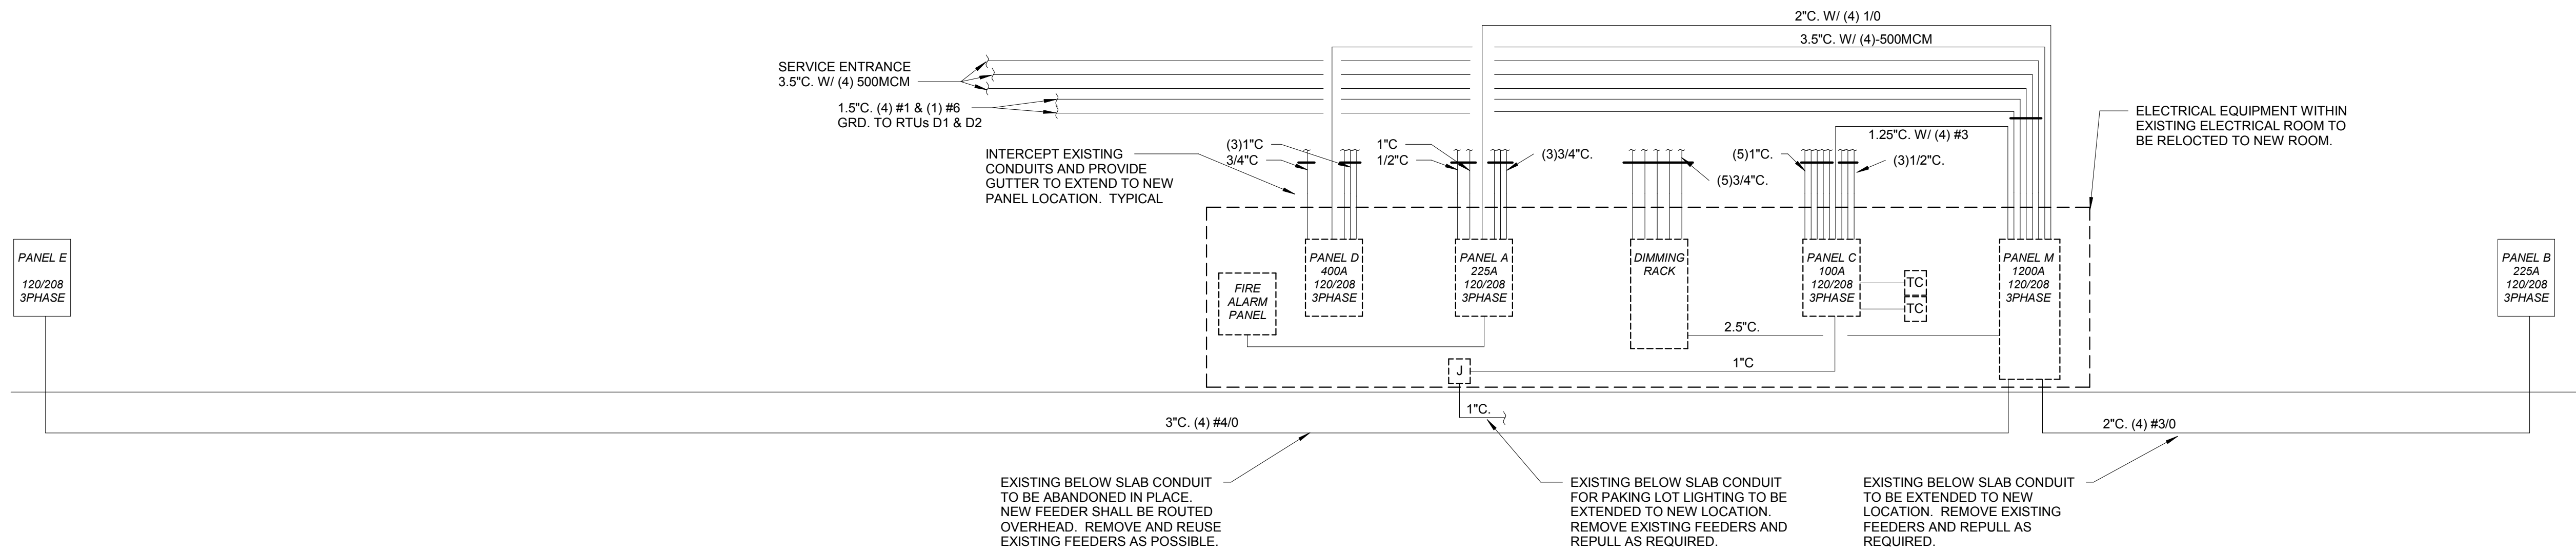 2"C. W/ (4) 1/0
3.5"C. W/ (4)-500MCM
SERVICE ENTRANCE
3.5"C. W/ (4) 500MCM
1.5"C. (4) #1 & (1) #6
GRD. TO RTUs D1 & D2
ELECTRICAL EQUIPMENT WITHIN
EXISTING ELECTRICAL ROOM TO
BE RELOCTED TO NEW ROOM.
1.25"C. W/ (4) #3
INTERCEPT EXISTING
CONDUITS AND PROVIDE
GUTTER TO EXTEND TO NEW
PANEL LOCATION. TYPICAL
(3)1"C
3/4"C
1"C
1/2"C
(3)3/4"C.
(5)3/4"C.
(5)1"C.
(3)1/2"C.
PANEL E
120/208
3PHASE
FIRE
ALARM
PANEL
PANEL D
400A
120/208
3PHASE
PANEL A
225A
120/208
3PHASE
DIMMING
RACK
PANEL C
100A
120/208
3PHASE
TC
TC
PANEL M
1200A
120/208
3PHASE
PANEL B
225A
120/208
3PHASE
2.5"C.
J
1"C
1"C.
3"C. (4) #4/0
2"C. (4) #3/0
EXISTING BELOW SLAB CONDUIT
TO BE ABANDONED IN PLACE.
NEW FEEDER SHALL BE ROUTED
OVERHEAD. REMOVE AND REUSE
EXISTING FEEDERS AS POSSIBLE.
EXISTING BELOW SLAB CONDUIT
FOR PAKING LOT LIGHTING TO BE
EXTENDED TO NEW LOCATION.
REMOVE EXISTING FEEDERS AND
REPULL AS REQUIRED.
EXISTING BELOW SLAB CONDUIT
TO BE EXTENDED TO NEW
LOCATION. REMOVE EXISTING
FEEDERS AND REPULL AS
REQUIRED.